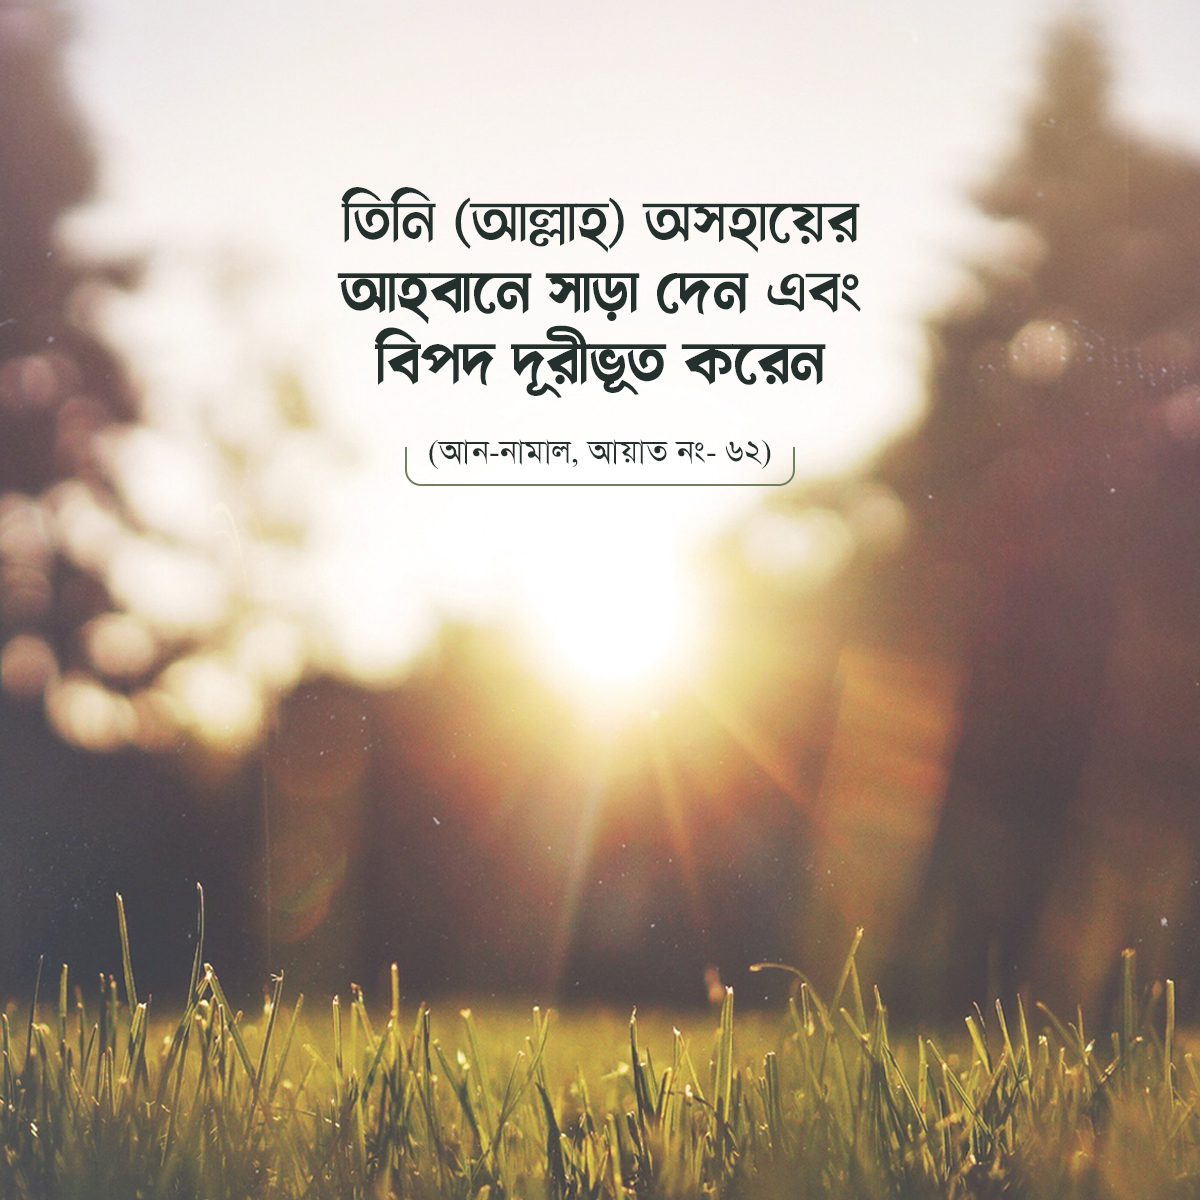 তিনি (আল্লাহ) অসহায়ের
আহবানে সাড়া দেন এবং
বিপদ দূরীভূত করেন
(আন-নামাল, আয়াত নং- ৬২)